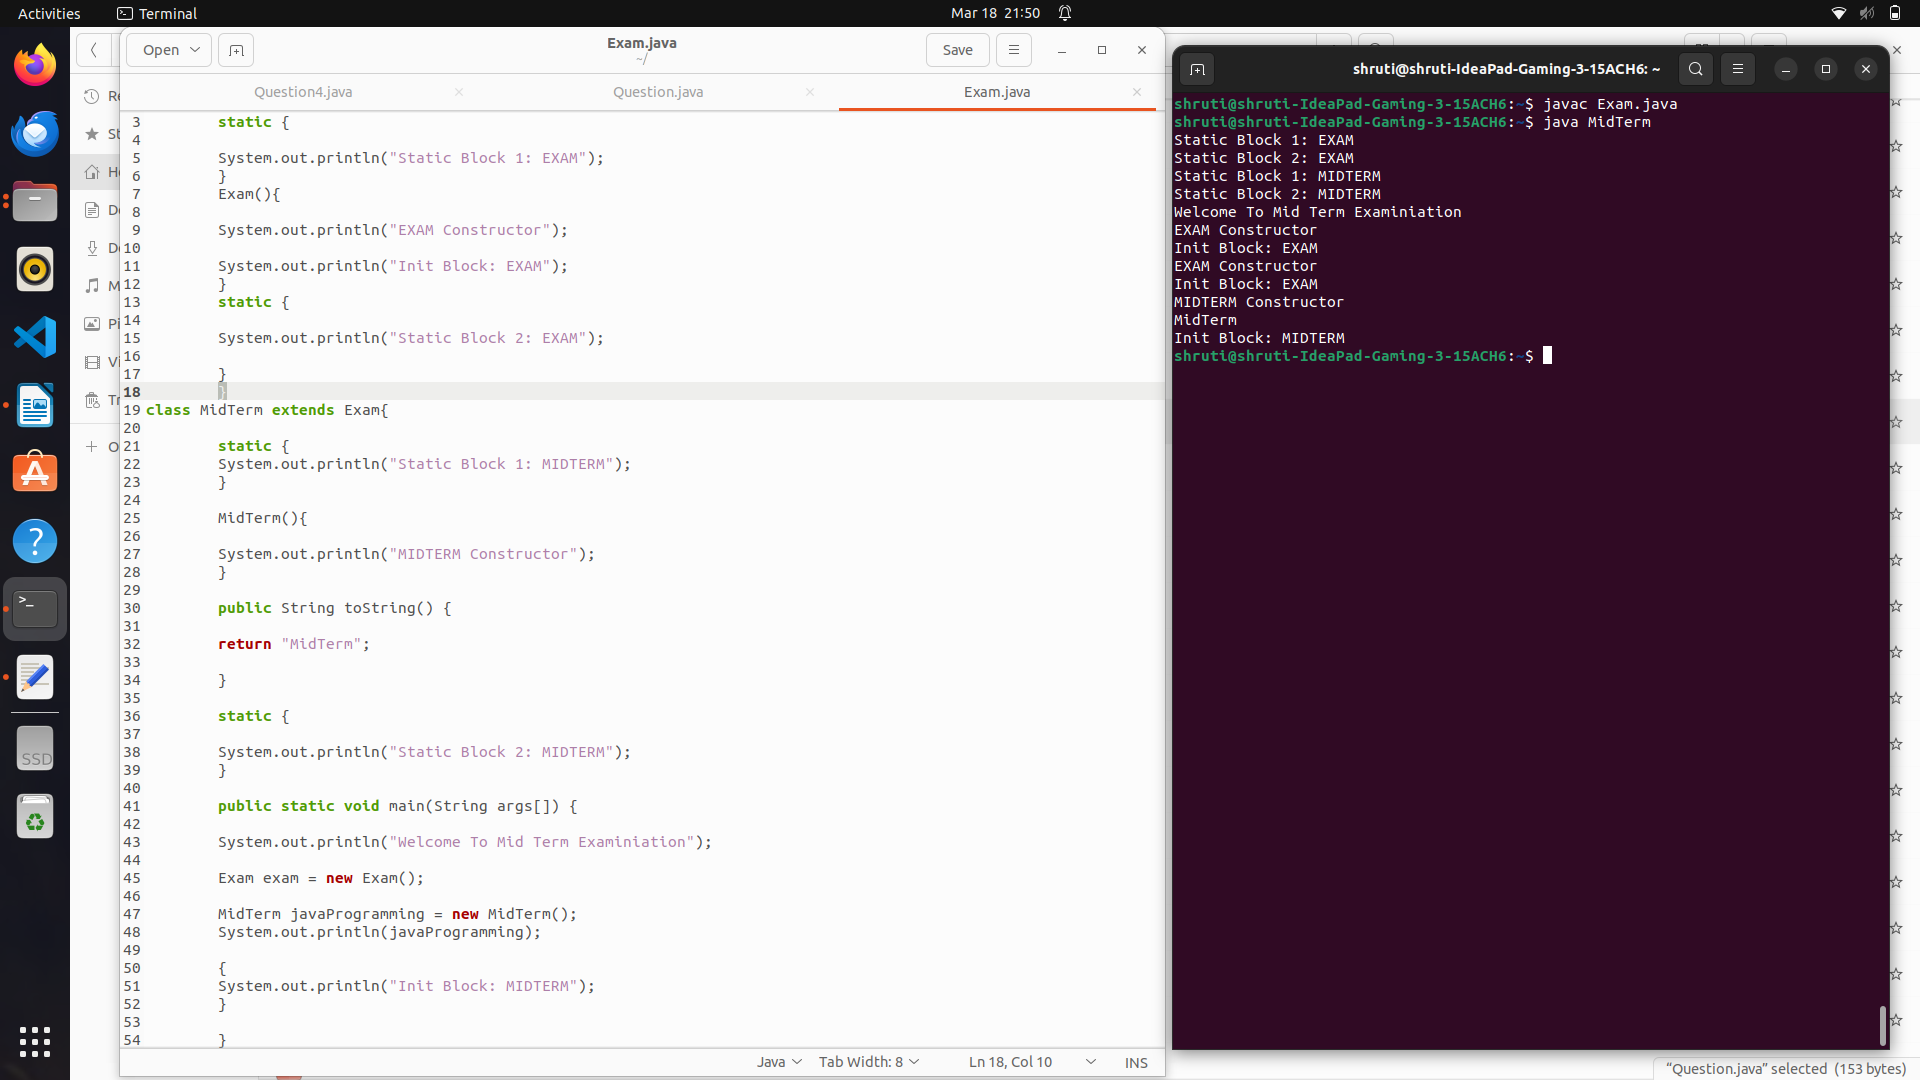 Activities
Terminal
Mar 18 21:50
Open
Exam.java
~/
Save
Question4.java
Question.java
Exam.java
3 static {
4
5 System.out.println("Static Block 1: EXAM");
6 }
7 Exam(){
8
9 System.out.println("EXAM Constructor");
10
11 System.out.println("Init Block: EXAM");
12 }
13 static {
14
15 System.out.println("Static Block 2: EXAM");
16
17 }
18 }
19 class MidTerm extends Exam{
20
21 static {
22 System.out.println("Static Block 1: MIDTERM");
23 }
24
25 MidTerm(){
26
27 System.out.println("MIDTERM Constructor");
28 }
29
30 public String toString() {
31
32 return "MidTerm";
33
34 }
35
36 static {
37
38 System.out.println("Static Block 2: MIDTERM");
39 }
40
41 public static void main(String args[]) {
42
43 System.out.println("Welcome To Mid Term Examiniation");
44
45 Exam exam = new Exam();
46
47 MidTerm javaProgramming = new MidTerm();
48 System.out.println(javaProgramming);
49
50 {
51 System.out.println("Init Block: MIDTERM");
52 }
53
54 }
Java
Tab Width: 8
Ln 18, Col 10
INS
shruti@shruti-IdeaPad-Gaming-3-15ACH6: ~
shruti@shruti-IdeaPad-Gaming-3-15ACH6:~$ javac Exam.java
shruti@shruti-IdeaPad-Gaming-3-15ACH6:~$ java MidTerm
Static Block 1: EXAM
Static Block 2: EXAM
Static Block 1: MIDTERM
Static Block 2: MIDTERM
Welcome To Mid Term Examiniation
EXAM Constructor
Init Block: EXAM
EXAM Constructor
Init Block: EXAM
MIDTERM Constructor
MidTerm
Init Block: MIDTERM
shruti@shruti-IdeaPad-Gaming-3-15ACH6:~$
SSD
"Question.java" selected (153 bytes)